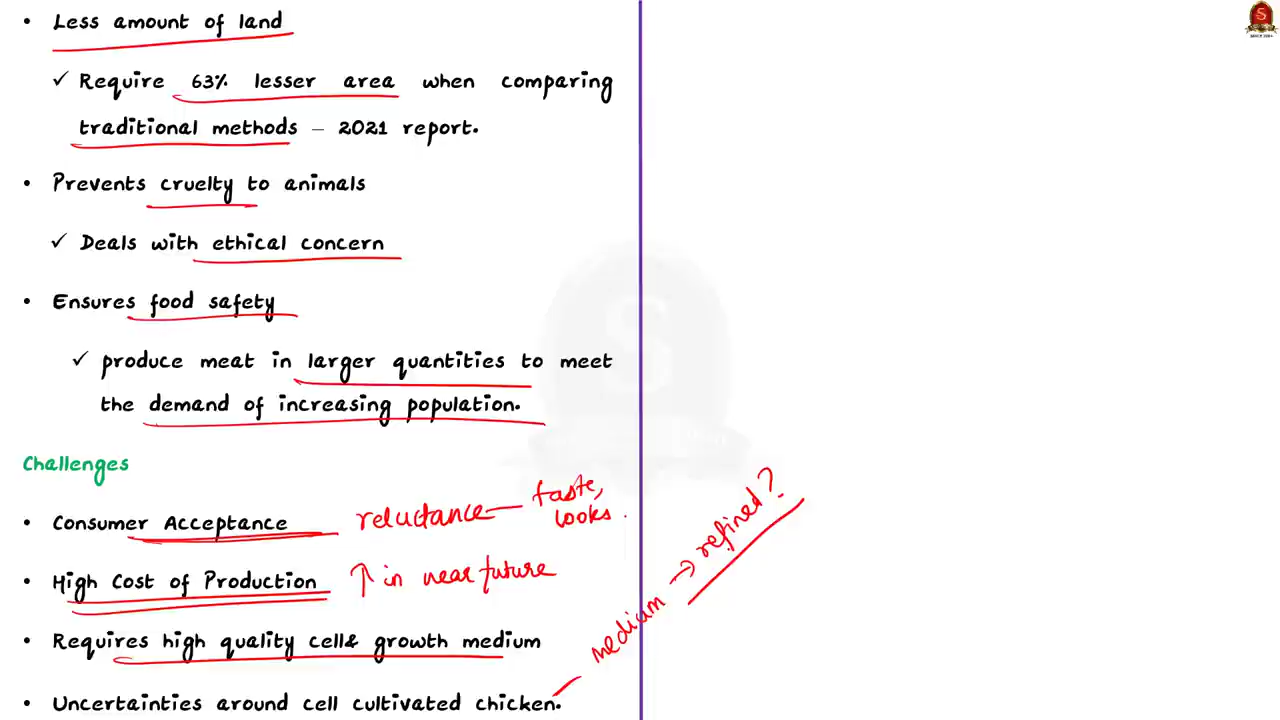 • Less amount of land
✓ Require 63% lesser area when comparing
traditional methods – 2021 report.
• Prevents cruelty to animals
✓ Deals with ethical concern
• Ensures food safety
✓ produce meat in larger quantities to meet
the demand of increasing population.
Challenges
• Consumer Acceptance reluctance — taste,
looks.
• High Cost of Production ↑ in near future
• Requires high quality cell& growth medium
• Uncertainties around cell cultivated chicken.
medium → refined?
S